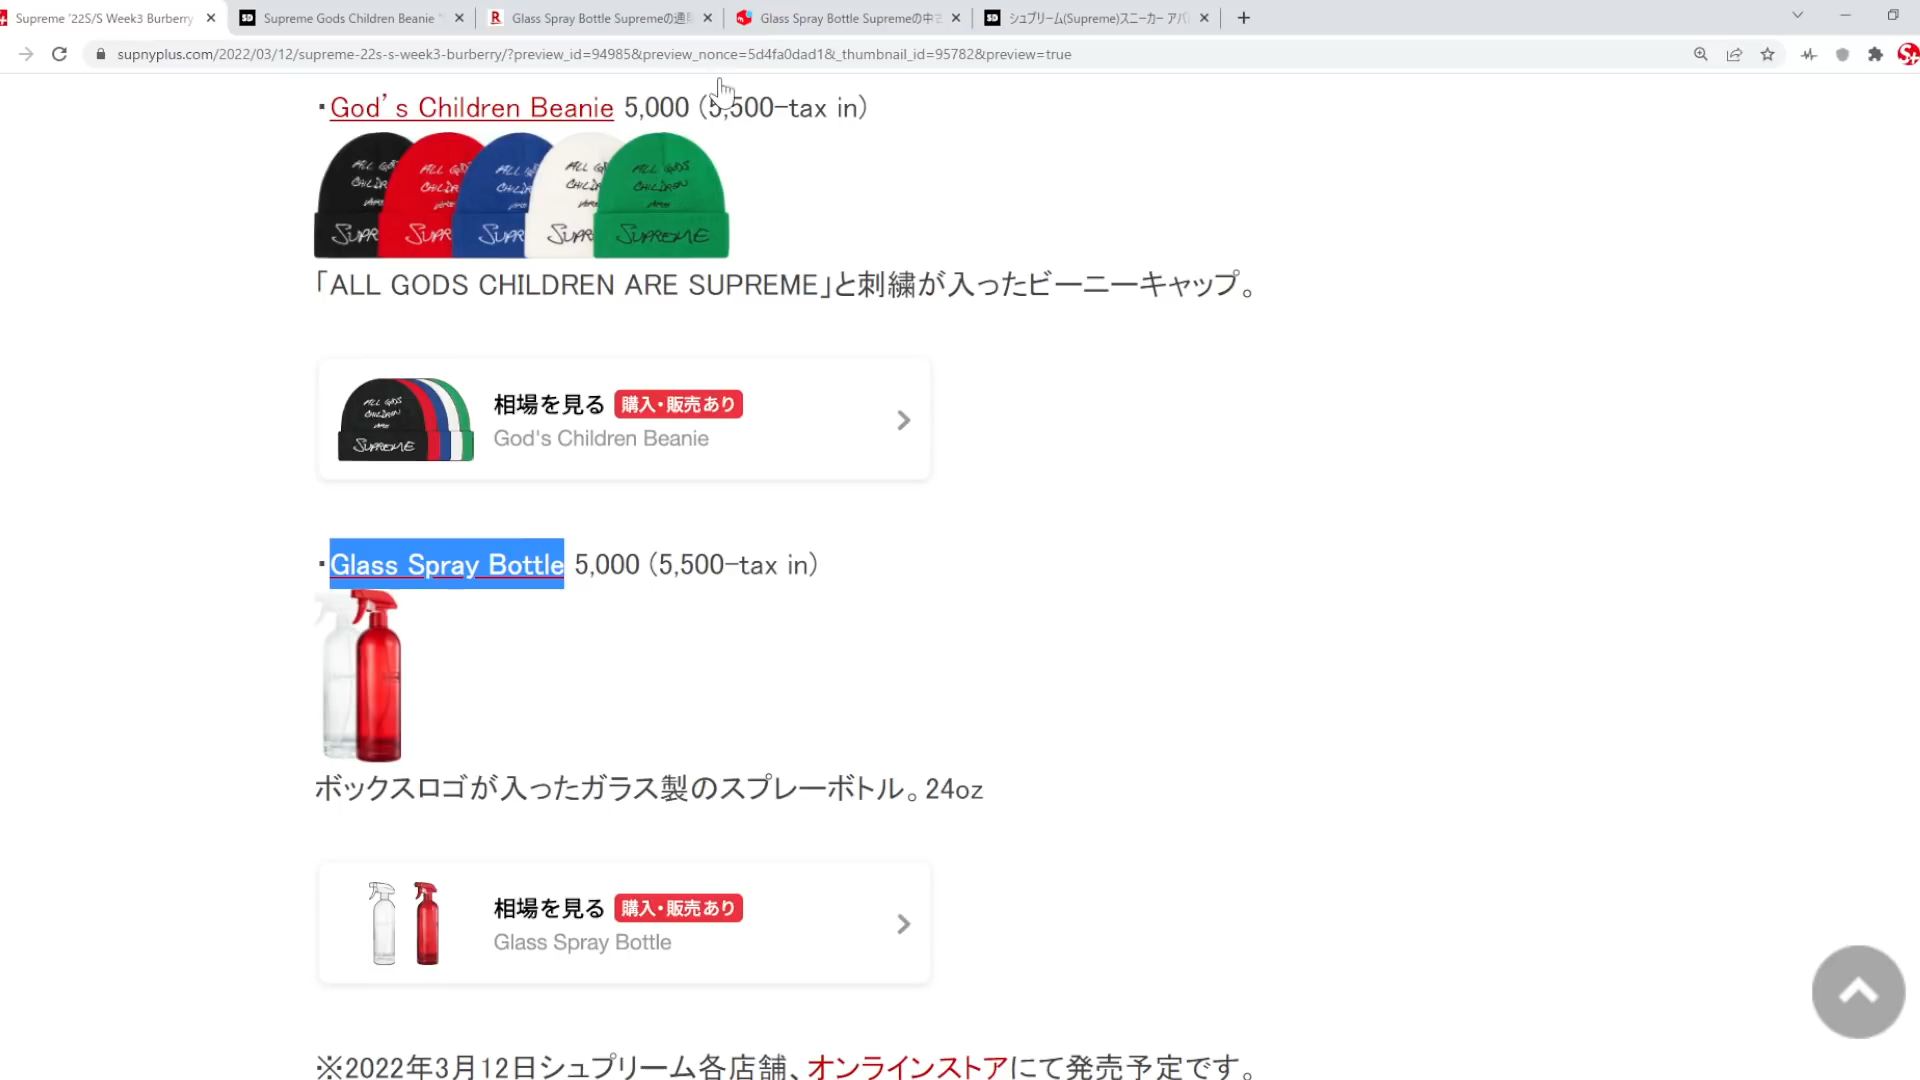 Supreme '22S/S Week3 Burberry
Supreme Gods Children Beanie
Glass Spray Bottle Supremeの通
Glass Spray Bottle Supremeの中
シュプリーム(Supreme)スニーカー アパ
supnyplus.com/2022/03/12/supreme-22s-s-week3-burberry/?preview_id=94985&preview_nonce=5d4fa0dad1&_thumbnail_id=95782&preview=true
・God's Children Beanie 5,000 (5,500-tax in)
ALL GODS CHILDREN ARE SUPREME
「ALL GODS CHILDREN ARE SUPREME」と刺繍が入ったビーニーキャップ。
相場を見る 購入・販売あり
God's Children Beanie
・Glass Spray Bottle 5,000 (5,500-tax in)
ボックスロゴが入ったガラス製のスプレーボトル。24oz
相場を見る 購入・販売あり
Glass Spray Bottle
※2022年3月12日シュプリーム各店舗、オンラインストアにて発売予定です。